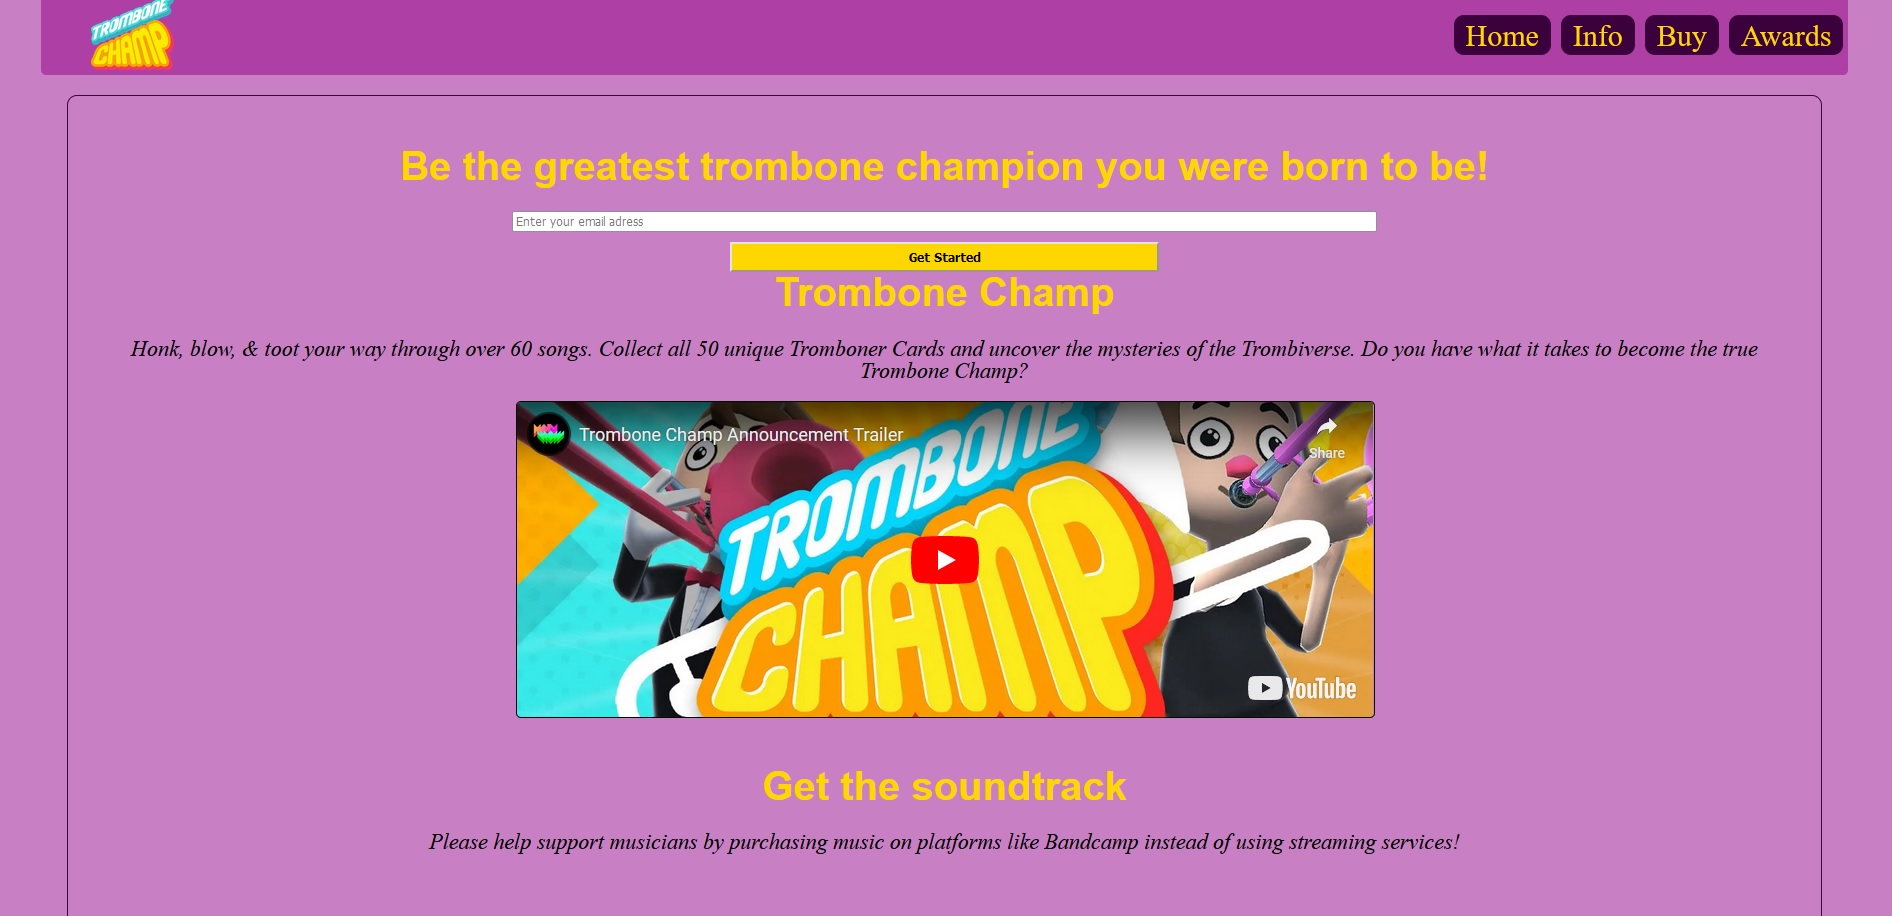 TROMBONE
CHAMP
Home Info Buy Awards
Be the greatest trombone champion you were born to be!
Enter your email adress
Get Started
Trombone Champ
Honk, blow, & toot your way through over 60 songs. Collect all 50 unique Tromboner Cards and uncover the mysteries of the Trombiverse. Do you have what it takes to become the true
Trombone Champ?
Trombone Champ Announcement Trailer
Share
TROMBONE
CHAMP
YouTube
Get the soundtrack
Please help support musicians by purchasing music on platforms like Bandcamp instead of using streaming services!